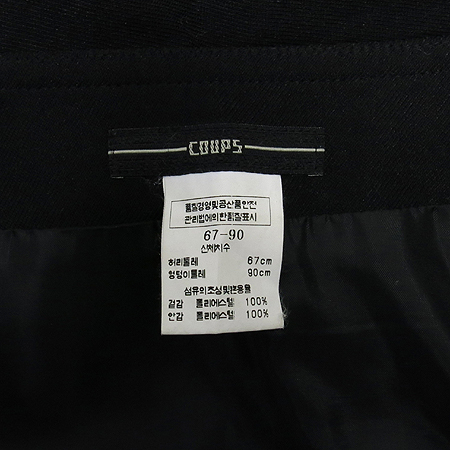 COUPS
품질경영및공산품안전
관리법에의한품질표시
67-90
신체치수
허리둘레 67cm
엉덩이둘레 90cm
섬유의조성및혼용율
겉감 폴리에스텔 100%
안감 폴리에스텔 100%